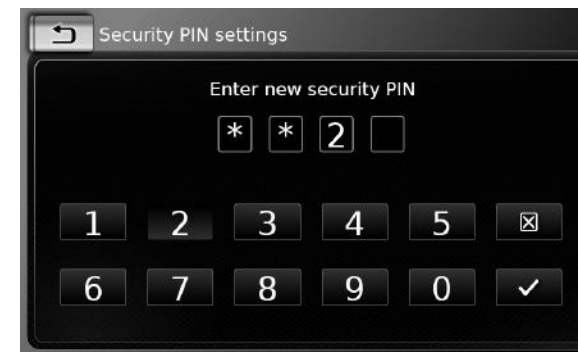 Security PIN settings
Enter new security PIN
* * 2
1 2 3 4 5
6 7 8 9 0